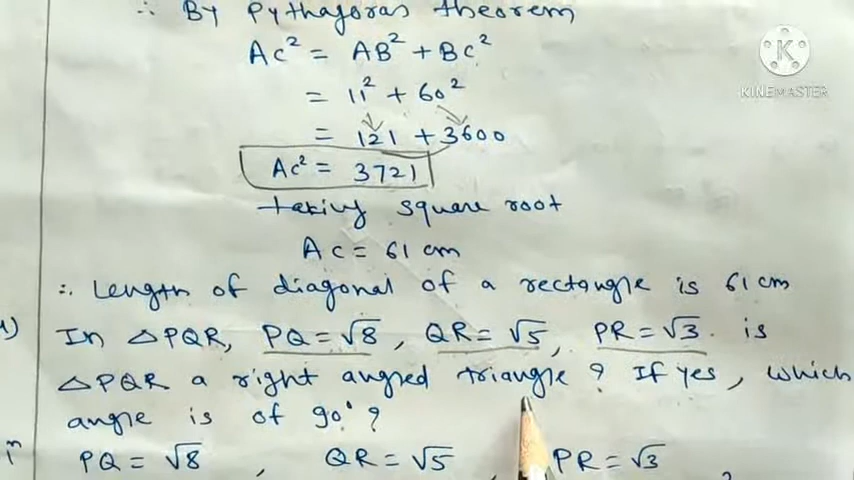 ∴ By Pythagoras theorem
AC² = AB² + BC²
= 11² + 60²
= 121 + 3600
AC² = 3721
taking square root
AC = 61 cm
∴ Length of diagonal of a rectangle is 61 cm
In △PQR, PQ = √8, QR = √5, PR = √3. is
△PQR a right angled triangle? If yes, which
angle is of 90°?
PQ = √8, QR = √5, PR = √3
K
KINEMASTER